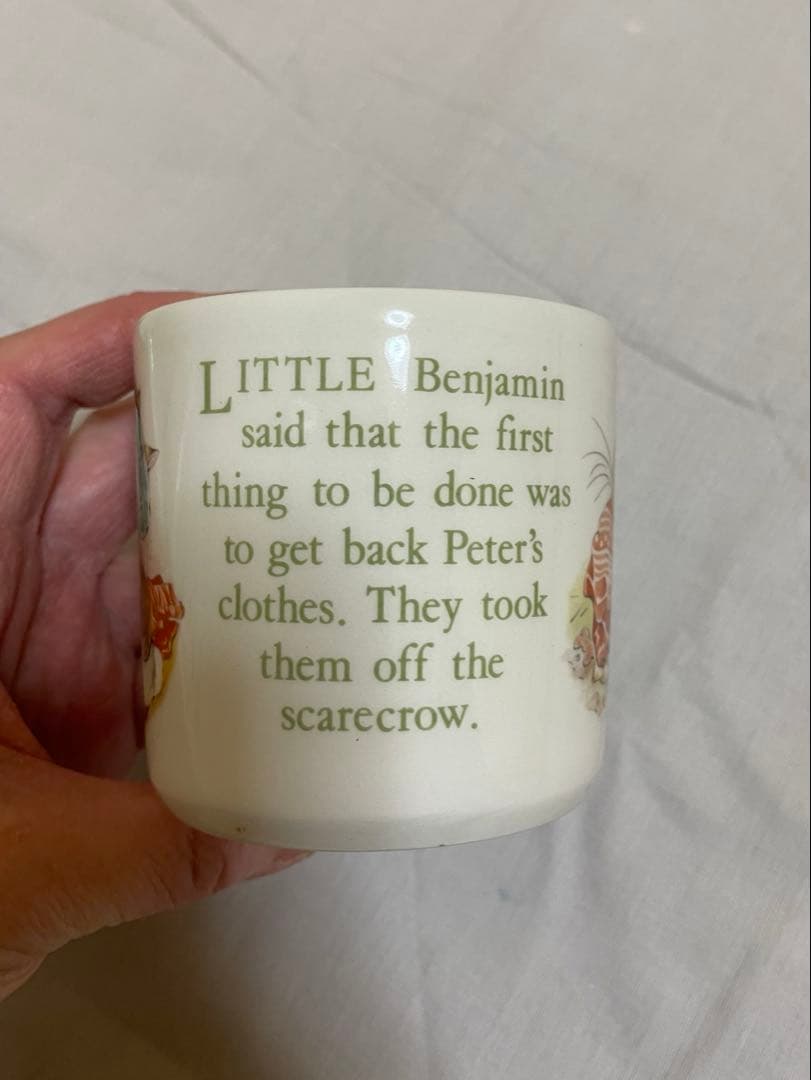 LITTLE Benjamin
said that the first
thing to be done was
to get back Peter's
clothes. They took
them off the
scarecrow.